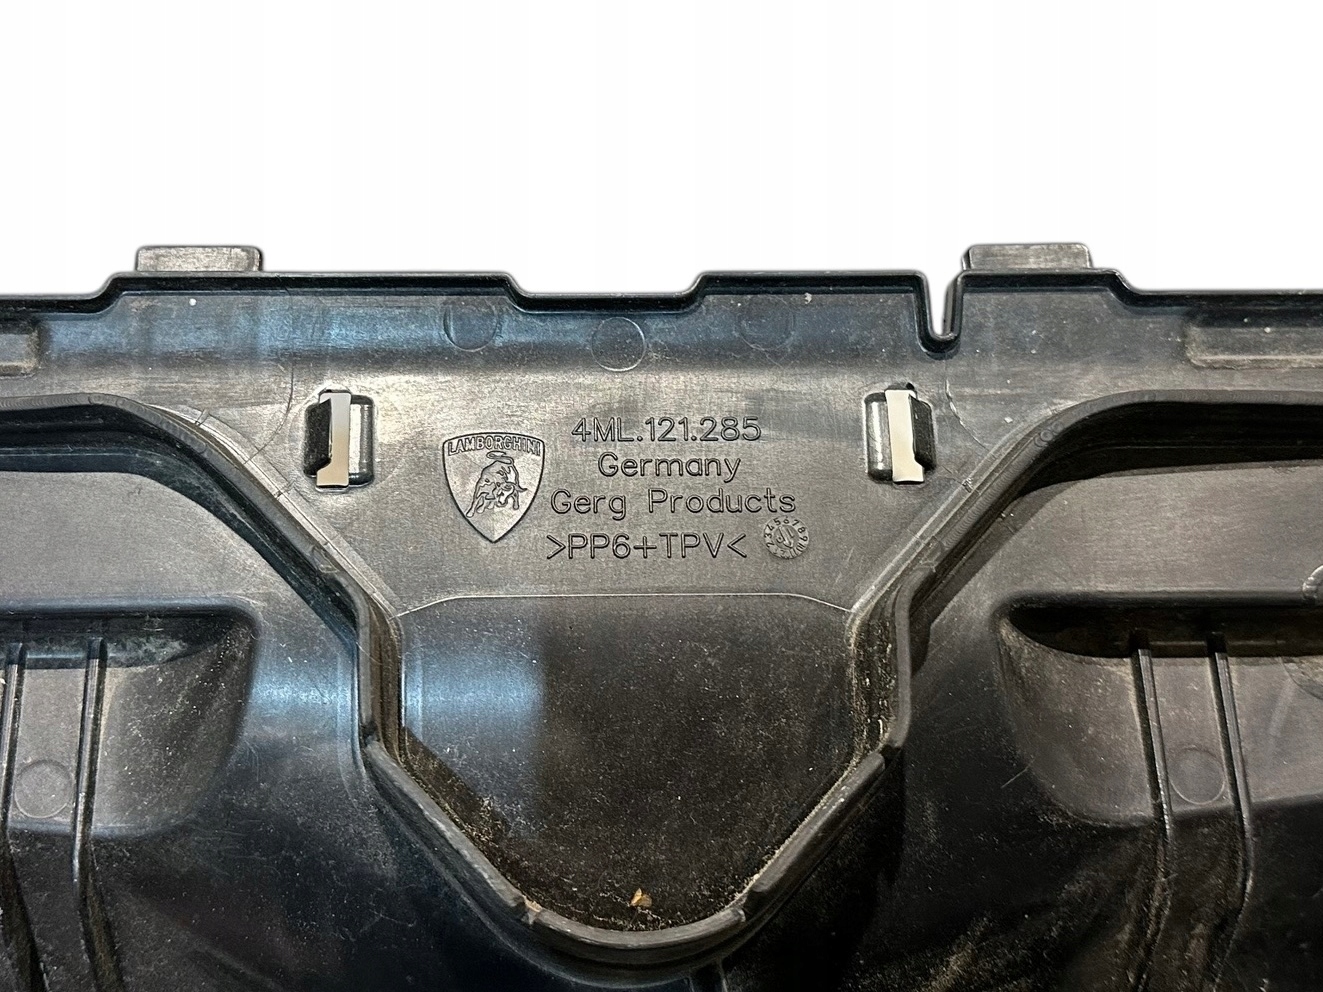 LAMBORGHINI
4ML.121.285
Germany
Gerg Products
>PP6+TPV<